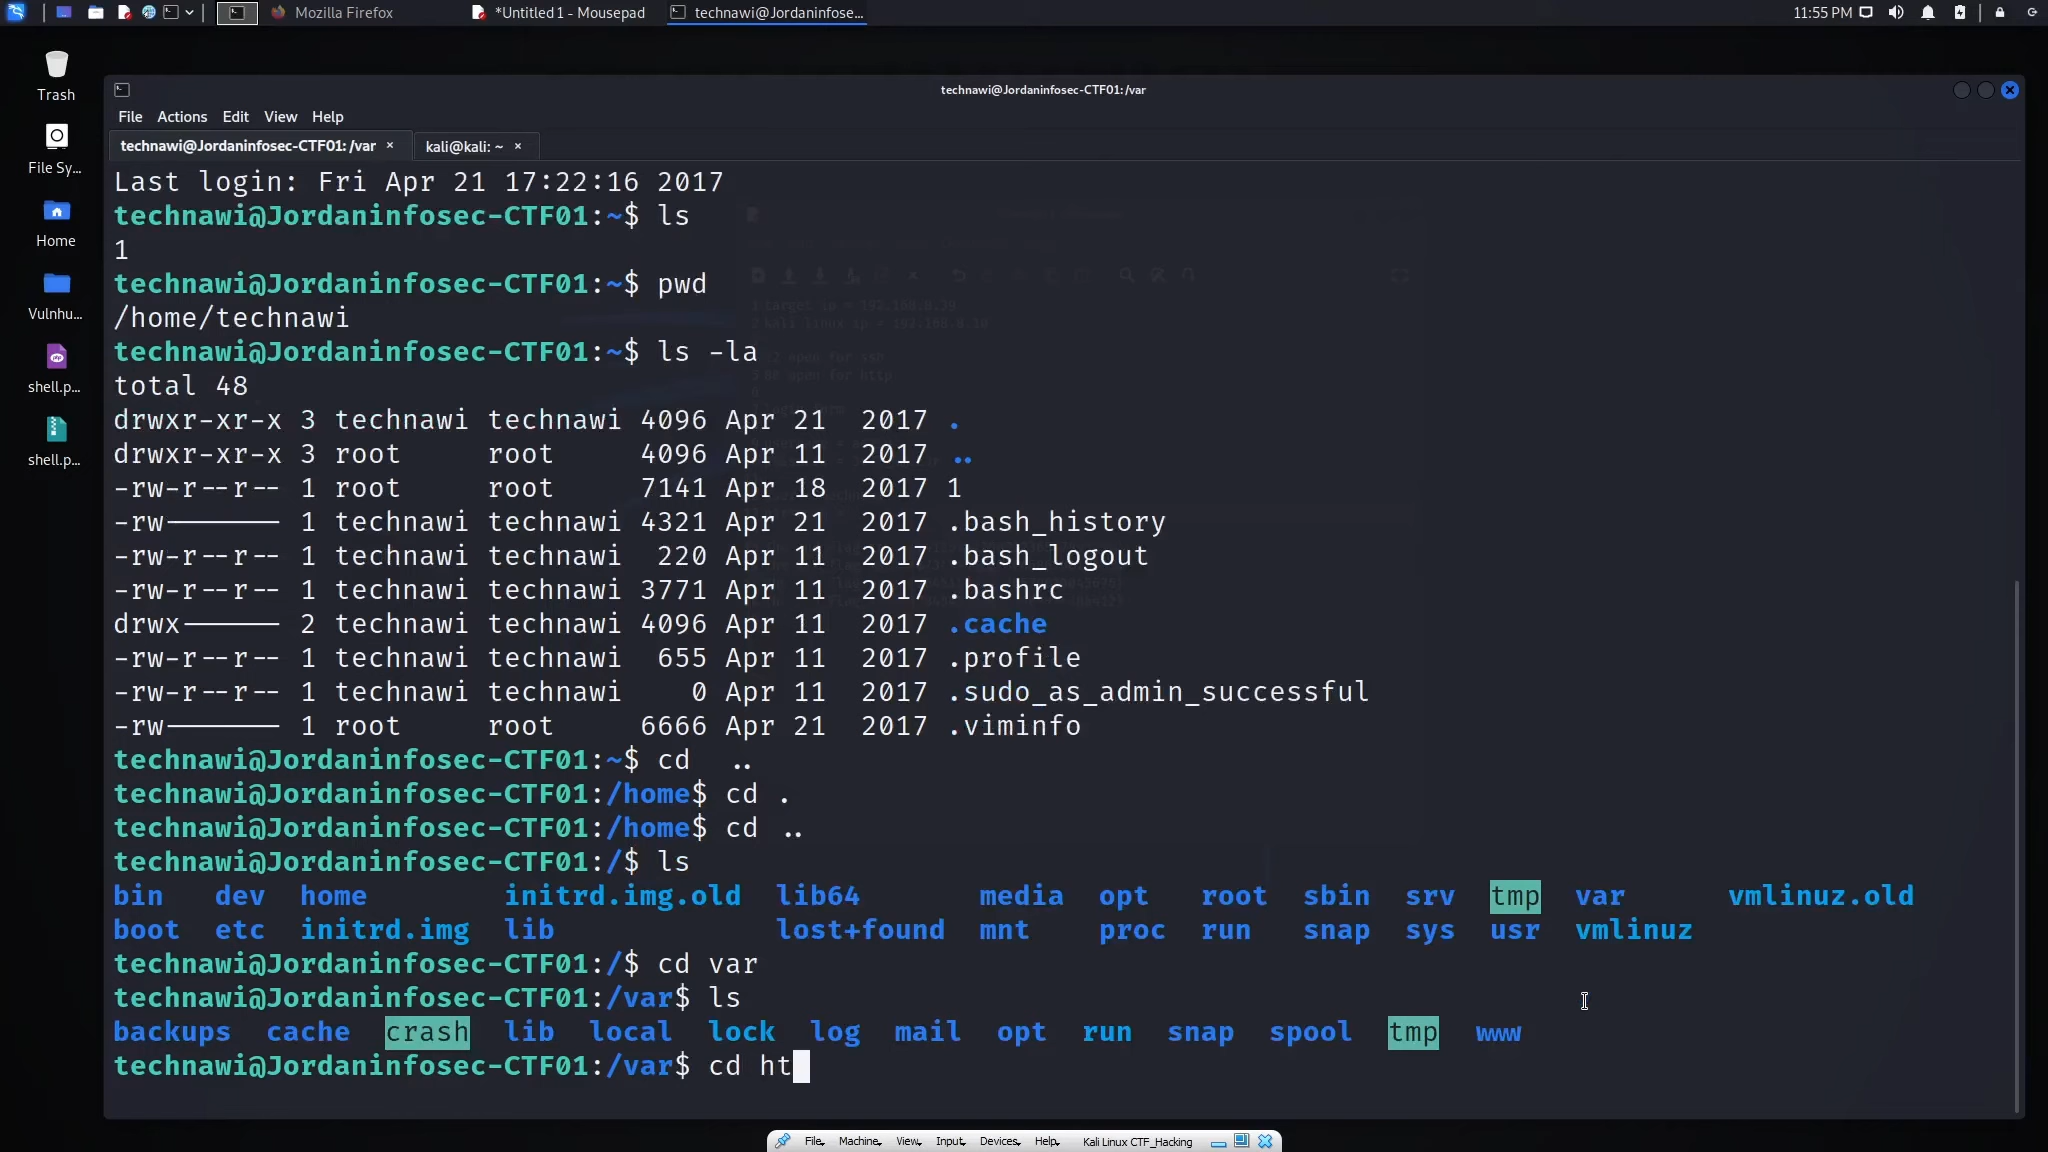 Mozilla Firefox
*Untitled 1 - Mousepad
technawi@Jordaninfose...
11:55 PM
Trash
File Sy...
Home
Vulnhu...
shell.p...
shell.p...
technawi@Jordaninfosec-CTF01:/var
File Actions Edit View Help
technawi@Jordaninfosec-CTF01: /var ×
kali@kali: ~ ×
Last login: Fri Apr 21 17:22:16 2017
technawi@Jordaninfosec-CTF01:~$ ls
1
technawi@Jordaninfosec-CTF01:~$ pwd
/home/technawi
technawi@Jordaninfosec-CTF01:~$ ls -la
total 48
drwxr-xr-x 3 technawi technawi 4096 Apr 21  2017 .
drwxr-xr-x 3 root     root     4096 Apr 11  2017 ..
-rw-r--r-- 1 root     root     7141 Apr 18  2017 1
-rw------- 1 technawi technawi 4321 Apr 21  2017 .bash_history
-rw-r--r-- 1 technawi technawi  220 Apr 11  2017 .bash_logout
-rw-r--r-- 1 technawi technawi 3771 Apr 11  2017 .bashrc
drwx------ 2 technawi technawi 4096 Apr 11  2017 .cache
-rw-r--r-- 1 technawi technawi  655 Apr 11  2017 .profile
-rw-r--r-- 1 technawi technawi    0 Apr 11  2017 .sudo_as_admin_successful
-rw------- 1 root     root     6666 Apr 21  2017 .viminfo
technawi@Jordaninfosec-CTF01:~$ cd  ..
technawi@Jordaninfosec-CTF01:/home$ cd .
technawi@Jordaninfosec-CTF01:/home$ cd ..
technawi@Jordaninfosec-CTF01:/$ ls
bin   dev  home        initrd.img.old  lib64       media  opt   root  sbin  srv  tmp  var      vmlinuz.old
boot  etc  initrd.img  lib             lost+found  mnt    proc  run   snap  sys  usr  vmlinuz
technawi@Jordaninfosec-CTF01:/$ cd var
technawi@Jordaninfosec-CTF01:/var$ ls
backups  cache  crash  lib  local  lock  log  mail  opt  run  snap  spool  tmp  www
technawi@Jordaninfosec-CTF01:/var$ cd ht
File Machine View Input Devices Help Kali Linux CTF_Hacking